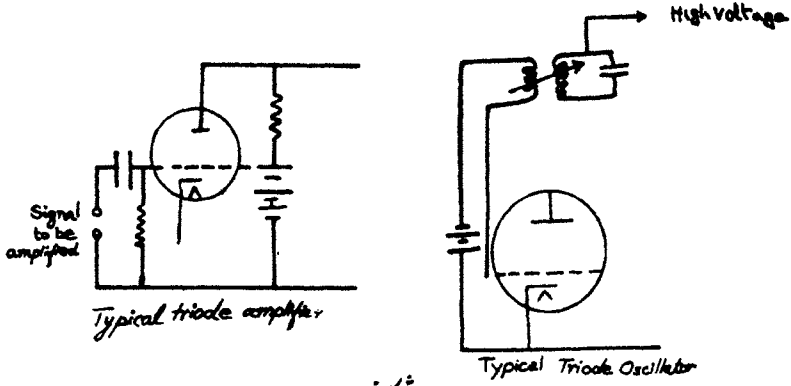 High Voltage
Signal
to be
amplified
Typical triode amplifier
Typical Triode Oscillator